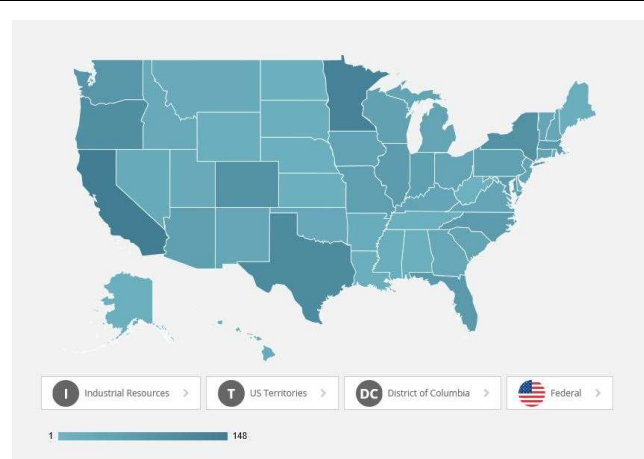 I Industrial Resources >
T US Territories >
DC District of Columbia >
Federal >
1 148